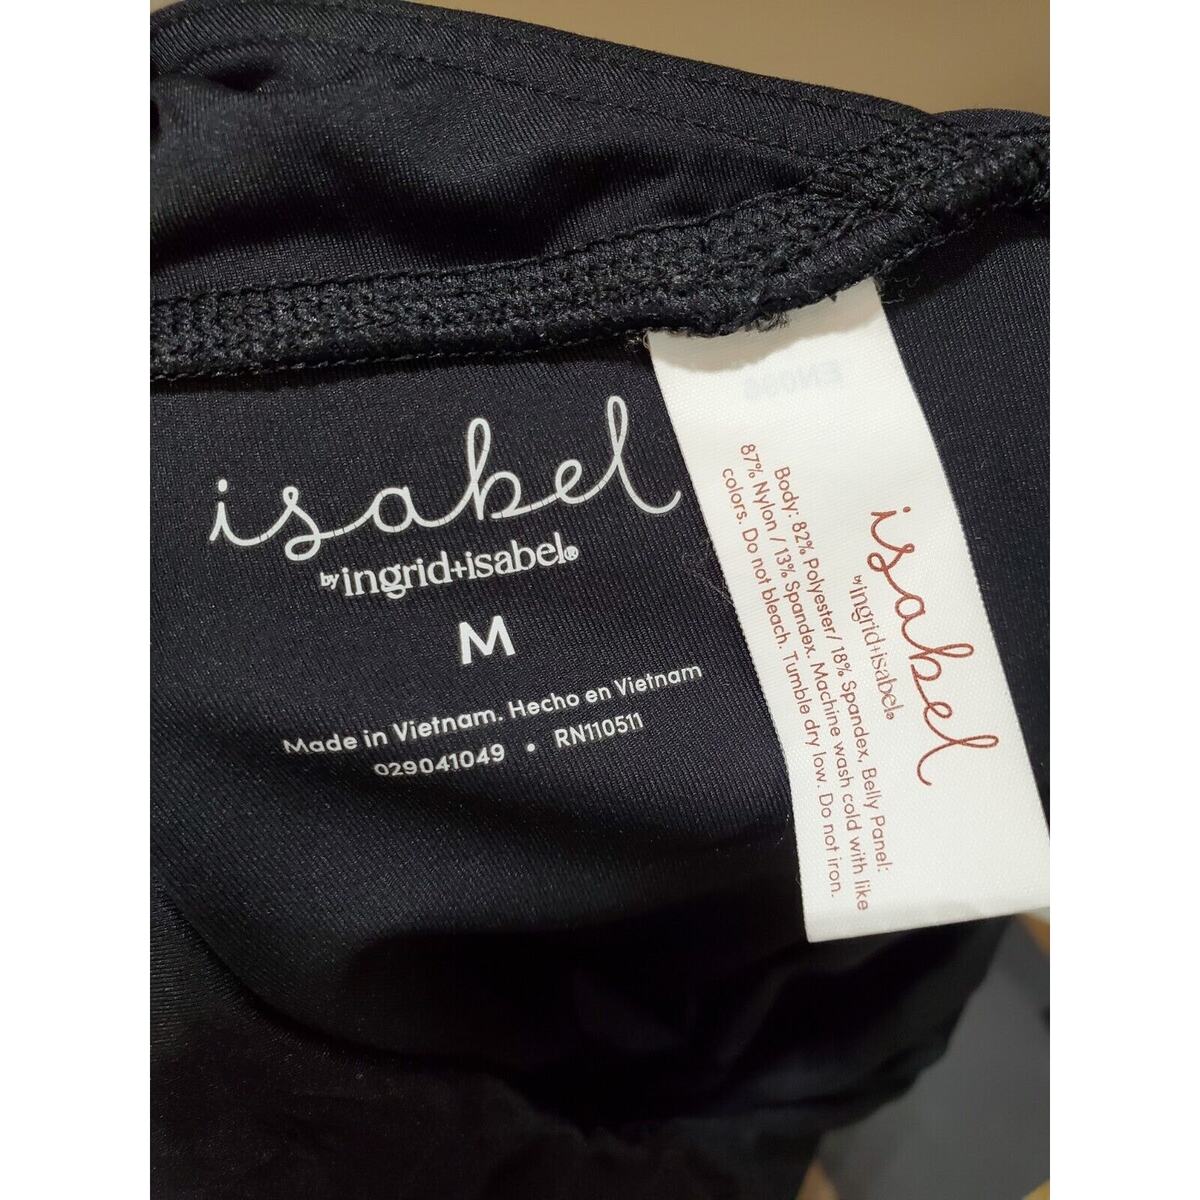 isabel
by ingrid+isabel®
M
Made in Vietnam. Hecho en Vietnam
029041049 • RN110511
isabel
by ingrid+isabel®
Body: 82% Polyester/ 18% Spandex, Belly Panel:
87% Nylon / 13% Spandex. Machine wash cold with like
colors. Do not bleach. Tumble dry low. Do not iron.